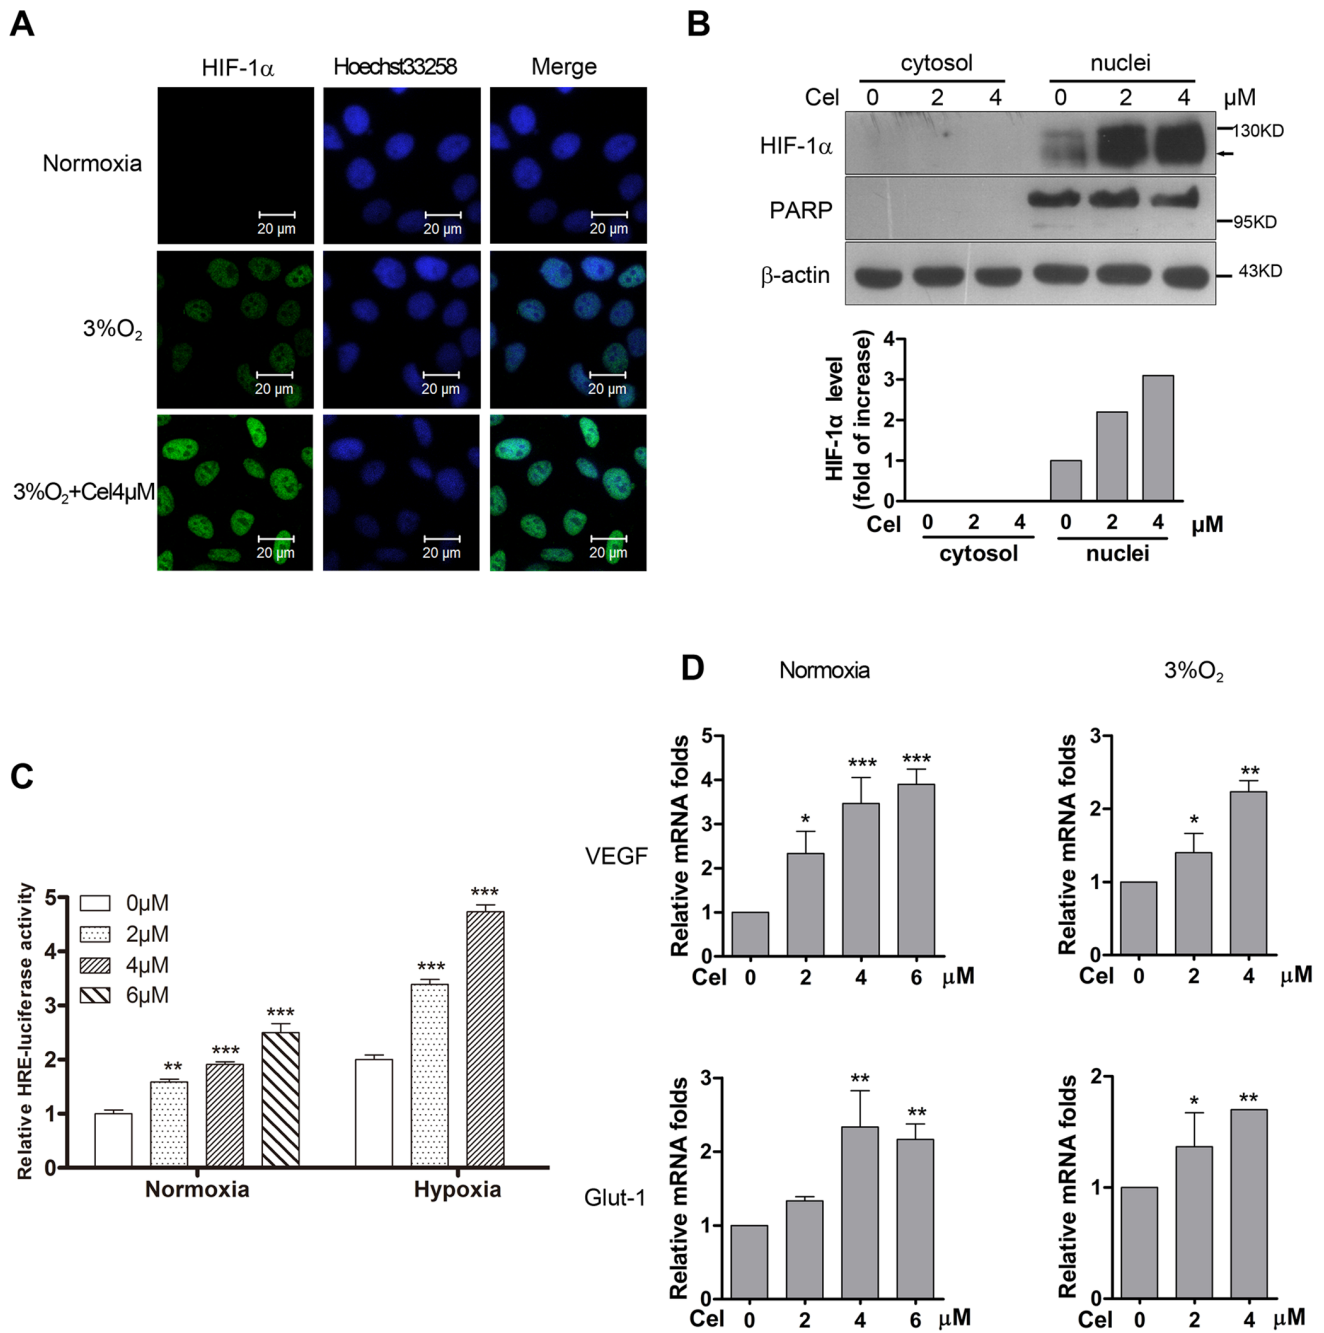 A
HIF-1α Hoechst33258 Merge
Normoxia
20 µm 20 µm 20 µm
3%O₂
20 µm 20 µm 20 µm
3%O₂+Cel4µM
20 µm 20 µm 20 µm
B
cytosol nuclei
Cel 0 2 4 0 2 4 µM
HIF-1α
130KD
PARP
95KD
β-actin
43KD
HIF-1α level
(fold of increase)
4
3
2
1
0
Cel 0 2 4 0 2 4 µM
cytosol nuclei
C
Relative HRE-luciferase activity
5
4
3
2
1
0
0µM
2µM
4µM
6µM
** *** ***
*** ***
Normoxia Hypoxia
D
Normoxia 3%O₂
VEGF
Relative mRNA folds
5
4
3
2
1
0
* *** ***
Cel 0 2 4 6 µM
Relative mRNA folds
3
2
1
0
* **
Cel 0 2 4 µM
Glut-1
Relative mRNA folds
3
2
1
0
** **
Cel 0 2 4 6 µM
Relative mRNA folds
2
1
0
* **
Cel 0 2 4 µM